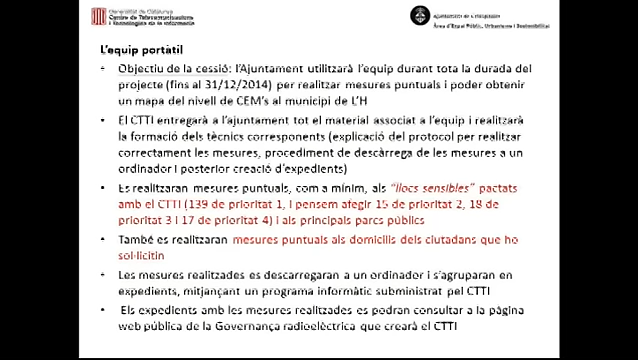 Generalitat de Catalunya
Centre de Telecomunicacions
i Tecnologies de la Informació
Ajuntament de L'Hospitalet
Àrea d'Espai Públic, Urbanisme i Sostenibilitat
L'equip portàtil
• Objectiu de la cessió: l'Ajuntament utilitzarà l'equip durant tota la durada del
projecte (fins al 31/12/2014) per realitzar mesures puntuals i poder obtenir
un mapa del nivell de CEM's al municipi de L'H
• El CTTI entregarà a l'ajuntament tot el material associat a l'equip i realitzarà
la formació dels tècnics corresponents (explicació del protocol per realitzar
correctament les mesures, procediment de descàrrega de les mesures a un
ordinador i posterior creació d'expedients)
• Es realitzaran mesures puntuals, com a mínim, als "llocs sensibles" pactats
amb el CTTI (139 de prioritat 1, i pensem afegir 15 de prioritat 2, 18 de
prioritat 3 i 17 de prioritat 4) i als principals parcs públics
• També es realitzaran mesures puntuals als domicilis dels ciutadans que ho
sol·licitin
• Les mesures realitzades es descarregaran a un ordinador i s'agruparan en
expedients, mitjançant un programa informàtic subministrat pel CTTI
• Els expedients amb les mesures realitzades es podran consultar a la pàgina
web pública de la Governança radioelèctrica que crearà el CTTI